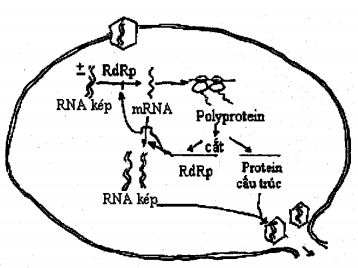 ± RdRp
RNA kép mRNA
Polyprotein
cắt
RdRp Protein
cấu trúc
RNA kép